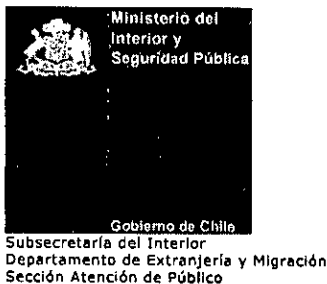 Ministerio del
Interior y
Seguridad Pública
Gobierno de Chile
Subsecretaría del Interior
Departamento de Extranjería y Migración
Sección Atención de Público